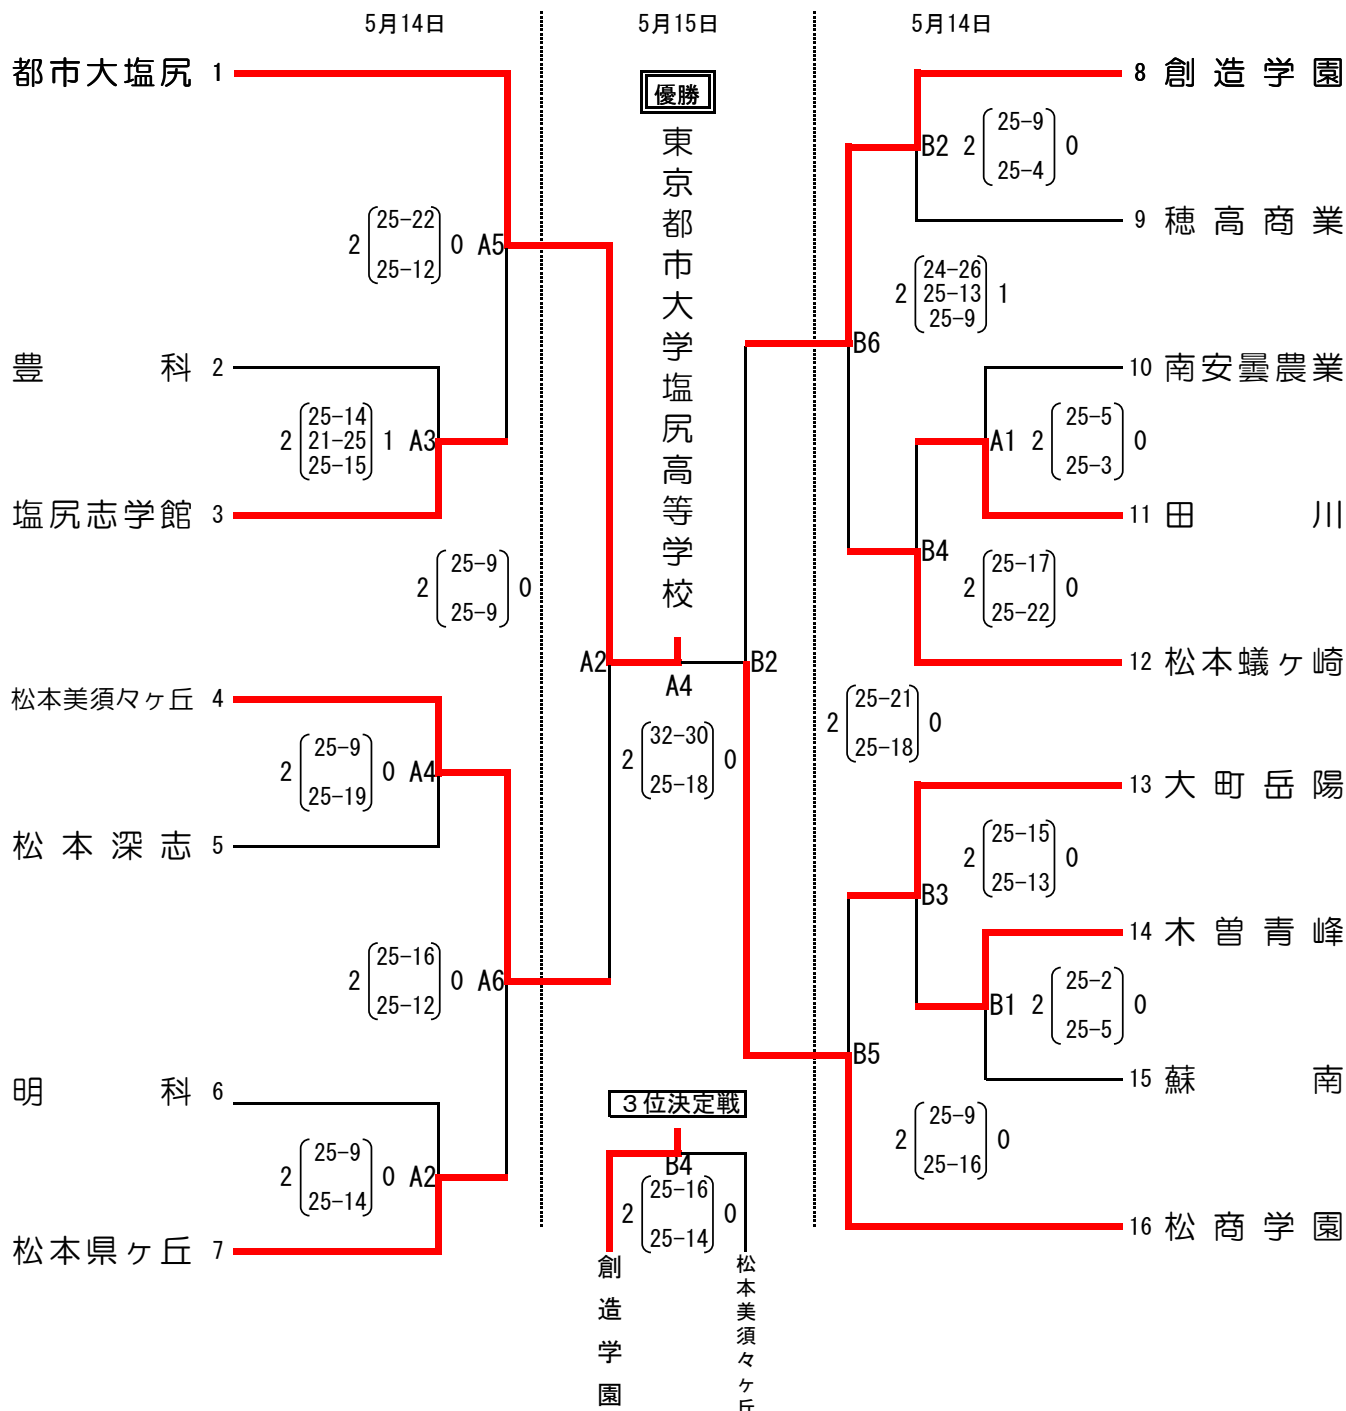 5月14日
5月15日
5月14日
都市大塩尻 1
25-22
2 0 A5
25-12
豊科 2
25-14
2 21-25 1 A3
25-15
塩尻志学館 3
25-9
2 0
25-9
松本美須々ヶ丘 4
25-9
2 0 A4
25-19
松本深志 5
25-16
2 0 A6
25-12
明科 6
25-9
2 0 A2
25-14
松本県ヶ丘 7
優勝
東京都市大学塩尻高等学校
A2
A4
B2
32-30
2 0
25-18
3位決定戦
B4
25-16
2 0
25-14
創造学園
松本美須々ヶ丘
8 創造学園
25-9
B2 2 0
25-4
9 穂高商業
24-26
2 25-13 1
25-9
B6
10 南安曇農業
25-5
A1 2 0
25-3
11 田川
B4
25-17
2 0
25-22
12 松本蟻ヶ崎
25-21
2 0
25-18
13 大町岳陽
25-15
2 0
25-13
B3
14 木曽青峰
25-2
B1 2 0
25-5
15 蘇南
B5
25-9
2 0
25-16
16 松商学園